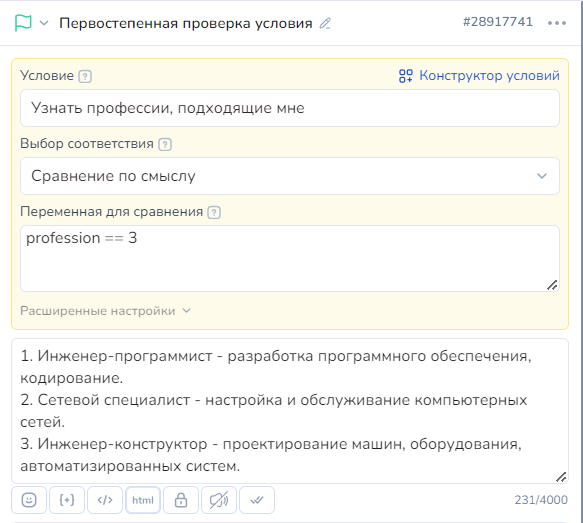 Первостепенная проверка условия
#28917741
Условие
Конструктор условий
Узнать профессии, подходящие мне
Выбор соответствия
Сравнение по смыслу
Переменная для сравнения
profession == 3
Расширенные настройки
1. Инженер-программист - разработка программного обеспечения,
кодирование.
2. Сетевой специалист - настройка и обслуживание компьютерных
сетей.
3. Инженер-конструктор - проектирование машин, оборудования,
автоматизированных систем.
html
231/4000